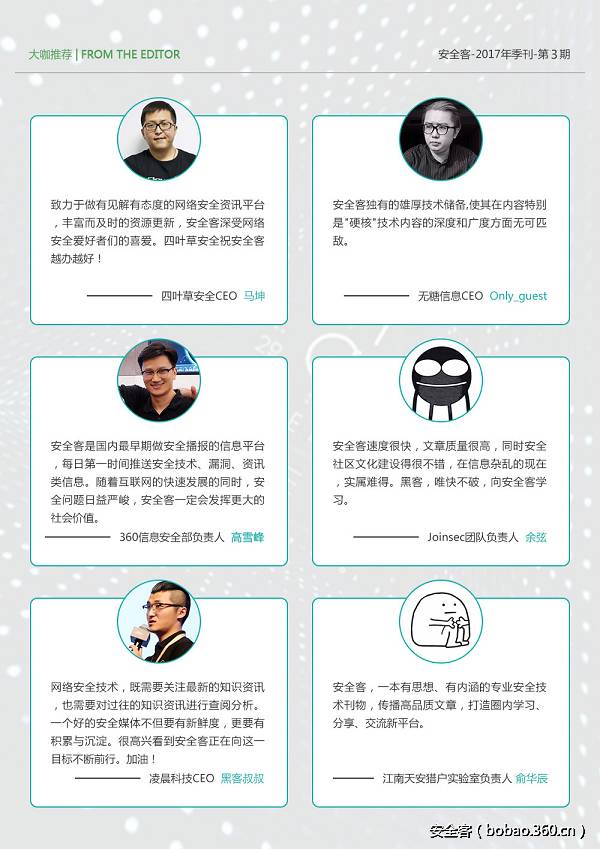 大咖推荐 | FROM THE EDITOR
安全客-2017年季刊-第 3 期
致力于做有见解有态度的网络安全资讯平台
，丰富而及时的资源更新，安全客深受网络
安全爱好者们的喜爱。四叶草安全祝安全客
越办越好！
四叶草安全CEO 马坤
安全客独有的雄厚技术储备,使其在内容特别
是"硬核"技术内容的深度和广度方面无可匹
敌。
无糖信息CEO Only_guest
安全客是国内最早期做安全播报的信息平台
，每日第一时间推送安全技术、漏洞、资讯
类信息。随着互联网的快速发展的同时，安
全问题日益严峻，安全客一定会发挥更大的
社会价值。
360信息安全部负责人 高雪峰
安全客速度很快，文章质量很高，同时安全
社区文化建设得很不错，在信息杂乱的现在
，实属难得。黑客，唯快不破，向安全客学
习。
Joinsec团队负责人 余弦
网络安全技术，既需要关注最新的知识资讯
，也需要对过往的知识资讯进行查阅分析。
一个好的安全媒体不但要有新鲜度，更要有
积累与沉淀。很高兴看到安全客正在向这一
目标不断前行。加油！
凌晨科技CEO 黑客叔叔
安全客，一本有思想、有内涵的专业安全技
术刊物，传播高品质文章，打造圈内学习、
分享、交流新平台。
江南天安猎户实验室负责人 俞华辰
安全客（bobao.360.cn）